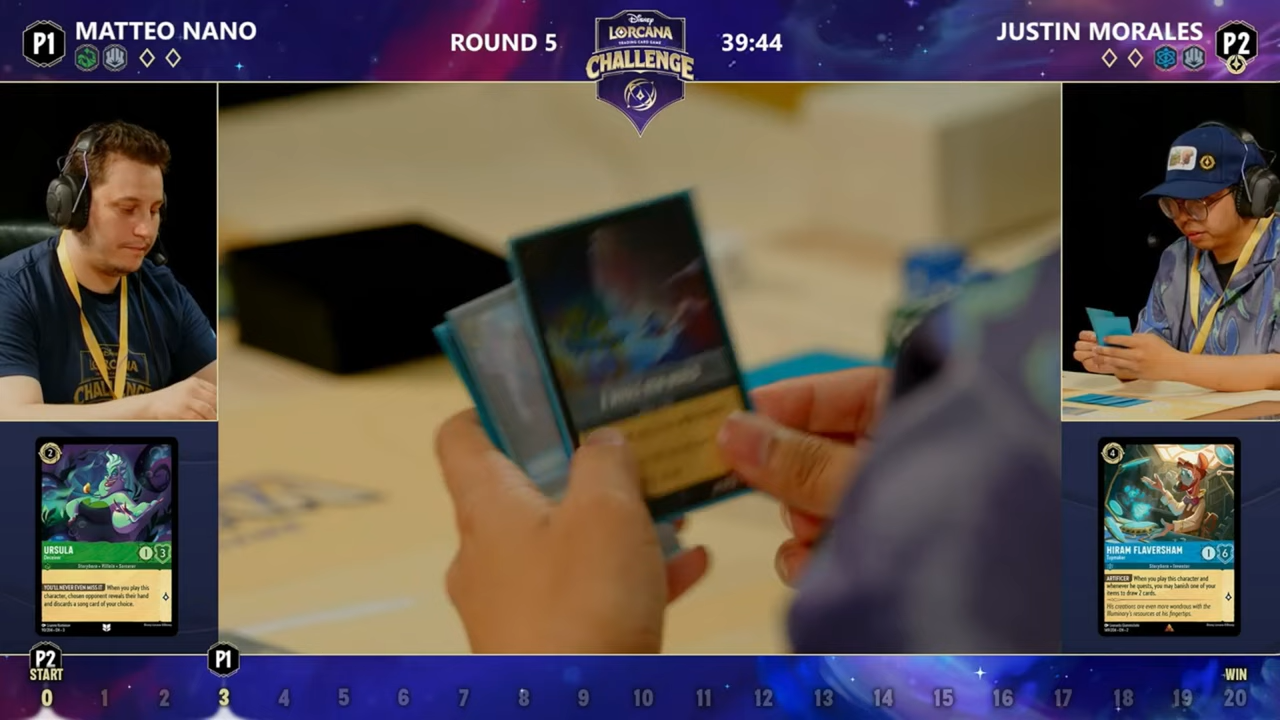 P1
MATTEO NANO
ROUND 5
Disney
LORCANA
TRADING CARD GAME
CHALLENGE
39:44
JUSTIN MORALES
P2
LORCANA
CHALLENGE
2
URSULA
Deceiver
1 3
Storyborn • Villain • Sorcerer
YOU'LL NEVER EVEN MISS IT When you play this
character, chosen opponent reveals their hand
and discards a song card of your choice.
4
HIRAM FLAVERSHAM
Toymaker
1 6
Storyborn • Inventor
ARTIFICER When you play this character and
whenever he quests, you may banish one of your
items to draw 2 cards.
His creations are even more wondrous with the
Illuminary's resources at his fingertips.
P2
START
P1
WIN
0 1 2 3 4 5 6 7 8 9 10 11 12 13 14 15 16 17 18 19 20